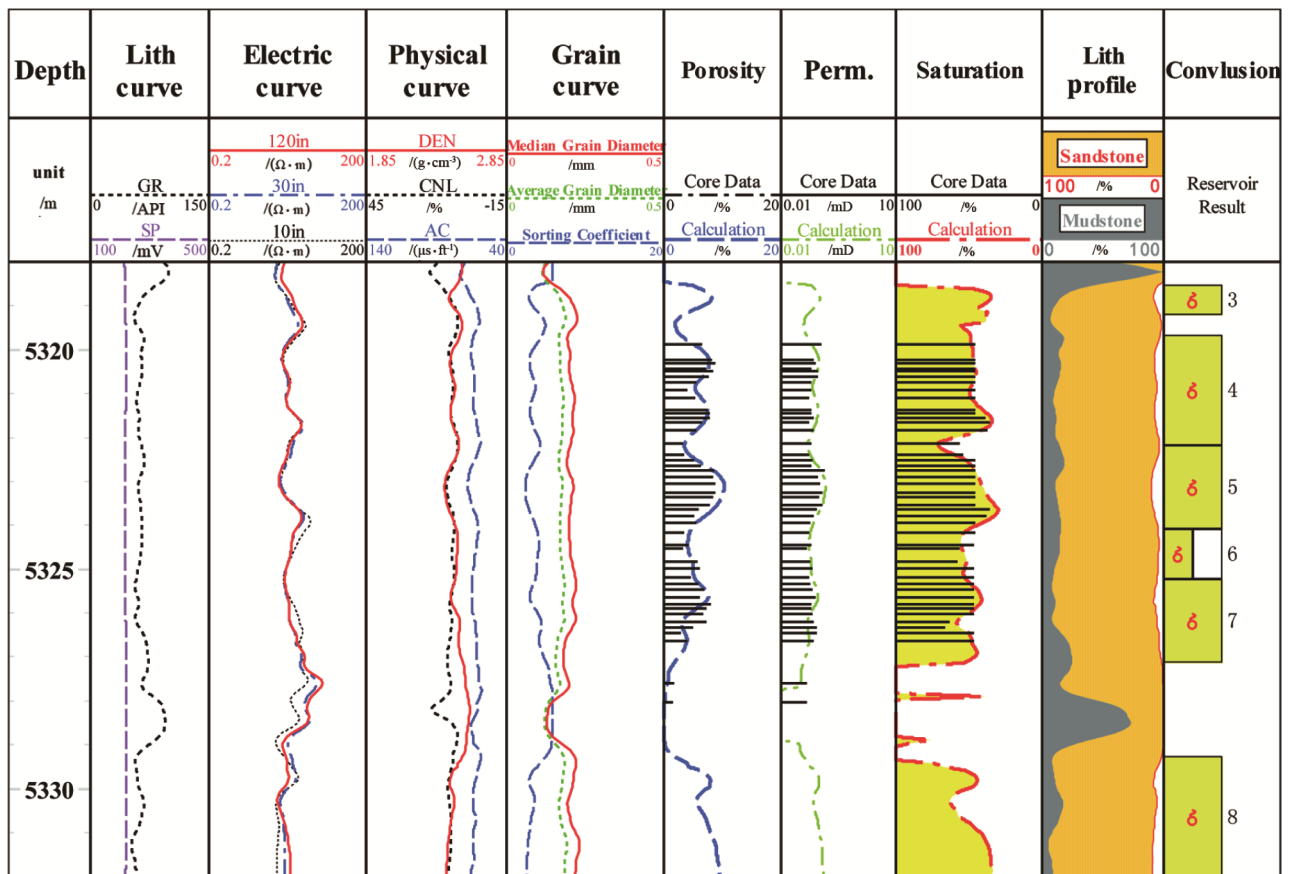 Depth
Lith
curve
Electric
curve
Physical
curve
Grain
curve
Porosity
Perm.
Saturation
Lith
profile
Convlusion
unit
/m
GR
0 /API 150
SP
100 /mV 500
120in
0.2 /(Ω·m) 200
30in
0.2 /(Ω·m) 200
10in
0.2 /(Ω·m) 200
DEN
1.85 /(g·cm³) 2.85
CNL
45 /% -15
AC
140 /(μs·ft⁻¹) 40
Median Grain Diameter
0 /mm 0.5
Average Grain Diameter
0 /mm 0.5
Sorting Coefficient
0 20
Core Data
0 /% 20
Calculation
0 /% 20
Core Data
0.01 /mD 10
Calculation
0.01 /mD 10
Core Data
100 /% 0
Calculation
100 /% 0
Sandstone
100 /% 0
Mudstone
0 /% 100
Reservoir
Result
3
5320
4
5
6
5325
7
5330
8